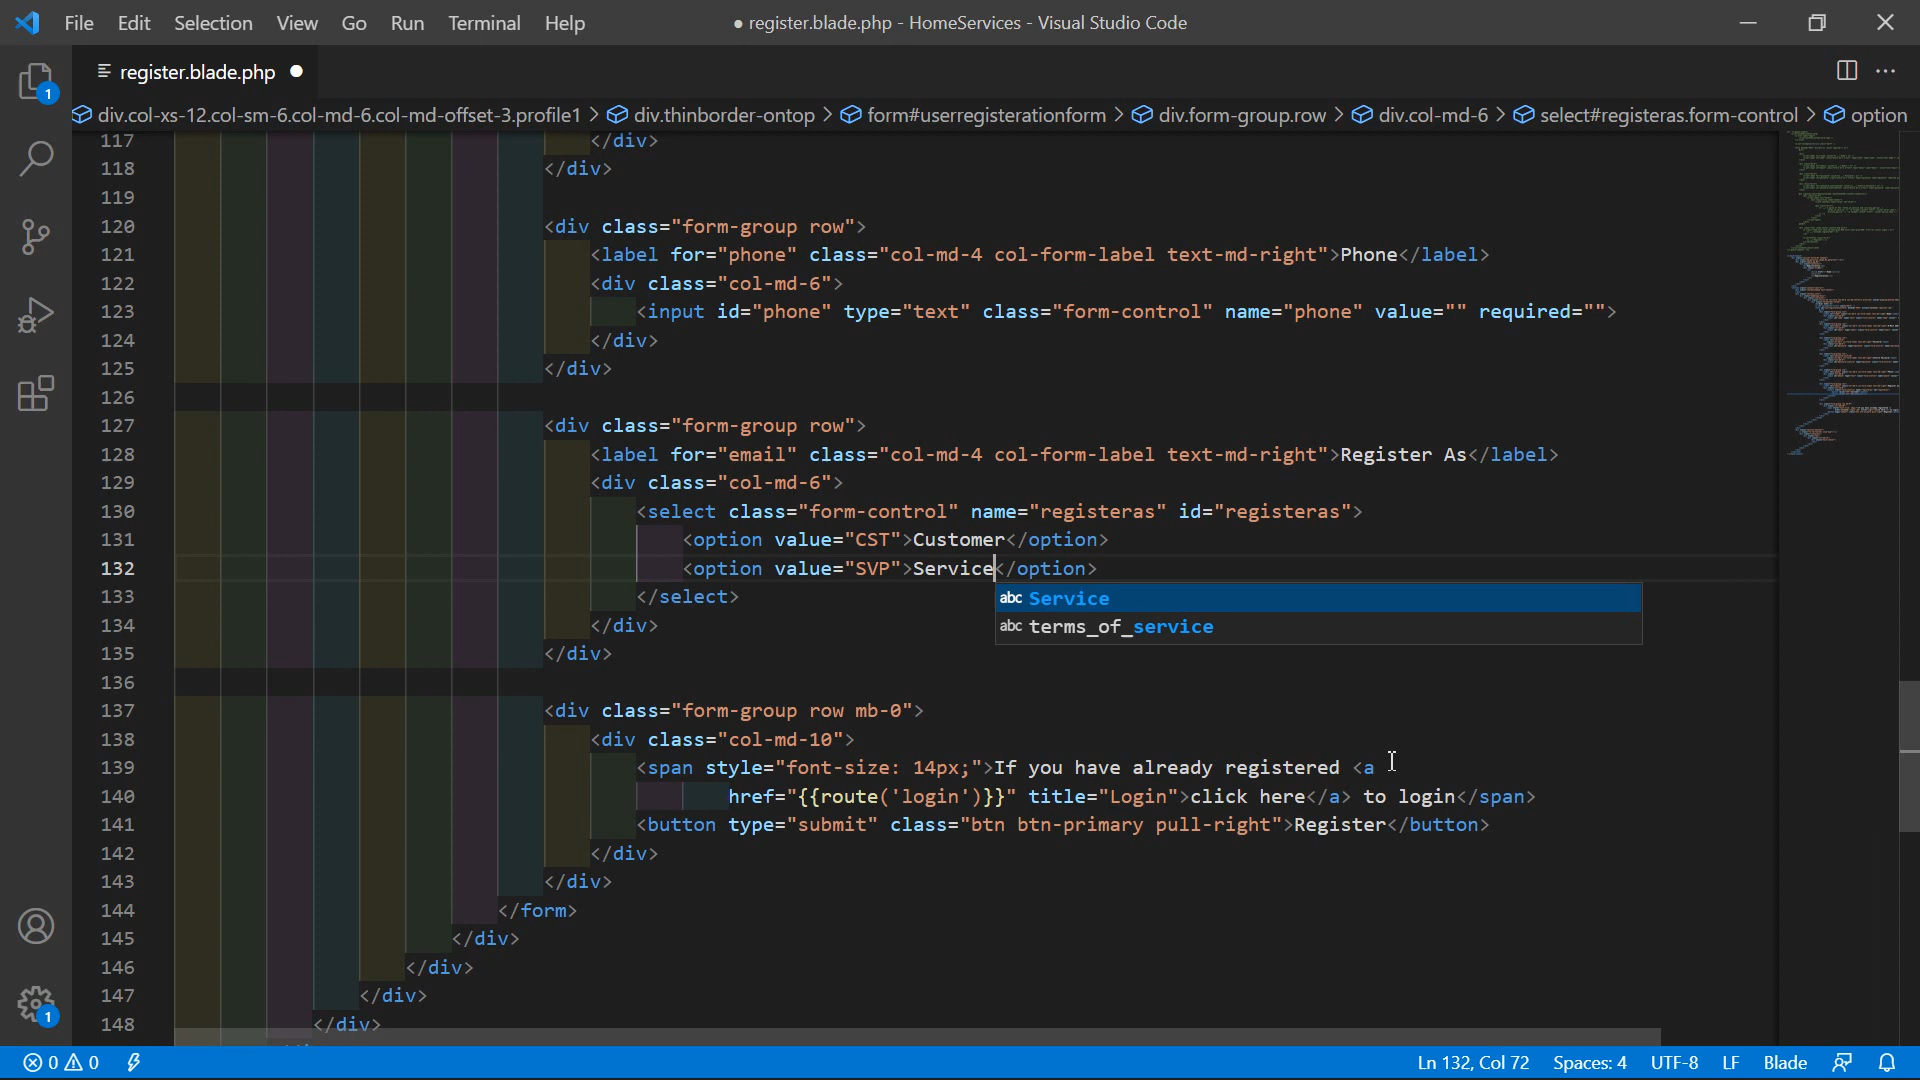 File Edit Selection View Go Run Terminal Help ● register.blade.php - HomeServices - Visual Studio Code
register.blade.php ●
div.col-xs-12.col-sm-6.col-md-6.col-md-offset-3.profile1 > div.thinborder-ontop > form#userregisterationform > div.form-group.row > div.col-md-6 > select#registeras.form-control > option
117 </div>
118 </div>
119
120 <div class="form-group row">
121 <label for="phone" class="col-md-4 col-form-label text-md-right">Phone</label>
122 <div class="col-md-6">
123 <input id="phone" type="text" class="form-control" name="phone" value="" required="">
124 </div>
125 </div>
126
127 <div class="form-group row">
128 <label for="email" class="col-md-4 col-form-label text-md-right">Register As</label>
129 <div class="col-md-6">
130 <select class="form-control" name="registeras" id="registeras">
131 <option value="CST">Customer</option>
132 <option value="SVP">Service</option>
133 </select>
abc Service
134 </div>
abc terms_of_service
135 </div>
136
137 <div class="form-group row mb-0">
138 <div class="col-md-10">
139 <span style="font-size: 14px;">If you have already registered <a
140 href="{{route('login')}}" title="Login">click here</a> to login</span>
141 <button type="submit" class="btn btn-primary pull-right">Register</button>
142 </div>
143 </div>
144 </form>
145 </div>
146 </div>
147 </div>
148 </div>
1
1
0 0 Ln 132, Col 72 Spaces: 4 UTF-8 LF Blade